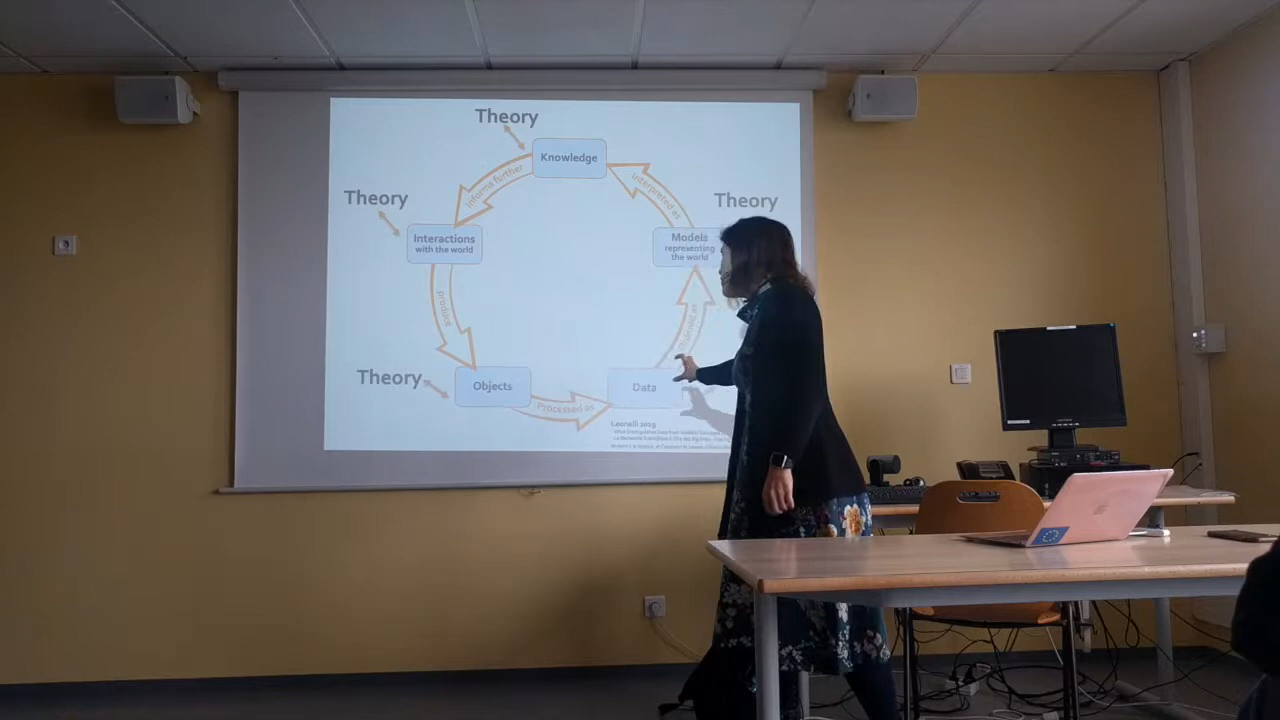 Theory
Knowledge
informs further
interpreted as
Theory
Theory
Interactions
with the world
Models
representing
the world
produce
Theory
Objects
Processed as
Data
Leonelli 2019